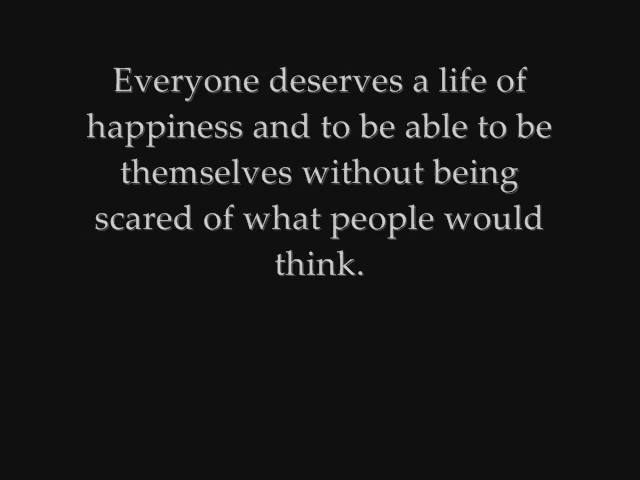 Everyone deserves a life of
happiness and to be able to be
themselves without being
scared of what people would
think.